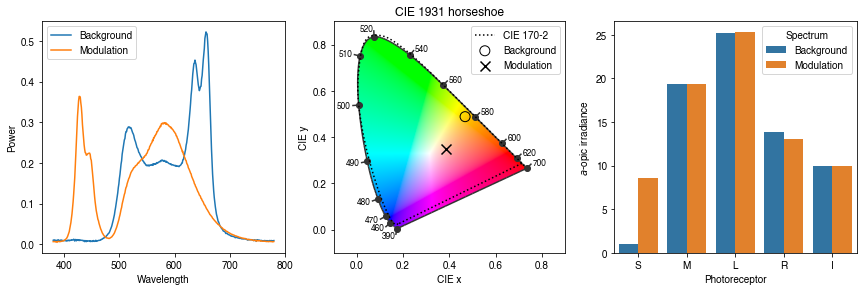 Background
Modulation
0.5
0.4
0.3
0.2
0.1
0.0
Power
400
500
600
700
800
Wavelength
CIE 1931 horseshoe
CIE 170-2
Background
Modulation
0.8
0.6
0.4
0.2
0.0
CIE y
520
510
540
560
500
580
600
490
620
700
480
470
460
390
0.0
0.2
0.4
0.6
0.8
CIE x
Spectrum
Background
Modulation
25
20
15
10
5
0
a-opic irradiance
S
M
L
R
I
Photoreceptor